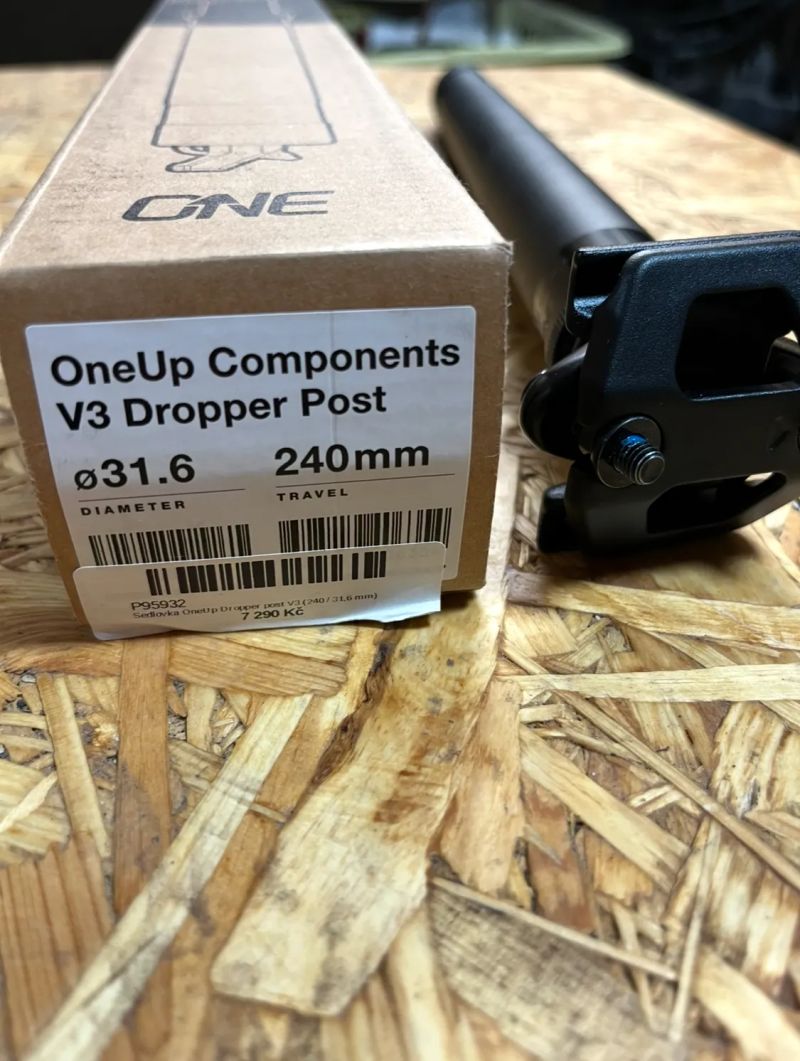 ONE
OneUp Components
V3 Dropper Post
ø31.6 240mm
DIAMETER TRAVEL
P95932
Sedlovka OneUp Dropper post V3 (240 / 31,6 mm)
7 290 Kč